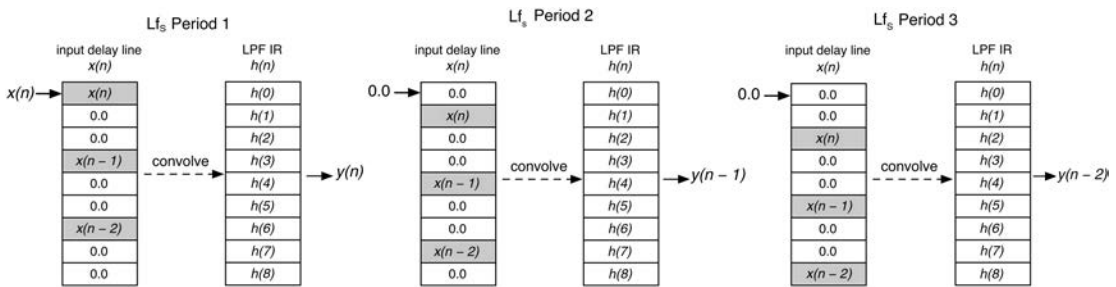 Lfs Period 1
input delay line
x(n)
LPF IR
h(n)
x(n)
x(n)
0.0
0.0
x(n − 1)
0.0
0.0
x(n − 2)
0.0
0.0
convolve
h(0)
h(1)
h(2)
h(3)
h(4)
h(5)
h(6)
h(7)
h(8)
y(n)
Lfs Period 2
input delay line
x(n)
LPF IR
h(n)
0.0
0.0
x(n)
0.0
0.0
x(n − 1)
0.0
0.0
x(n − 2)
0.0
convolve
h(0)
h(1)
h(2)
h(3)
h(4)
h(5)
h(6)
h(7)
h(8)
y(n − 1)
Lfs Period 3
input delay line
x(n)
LPF IR
h(n)
0.0
0.0
0.0
x(n)
0.0
0.0
x(n − 1)
0.0
0.0
x(n − 2)
convolve
h(0)
h(1)
h(2)
h(3)
h(4)
h(5)
h(6)
h(7)
h(8)
y(n − 2)